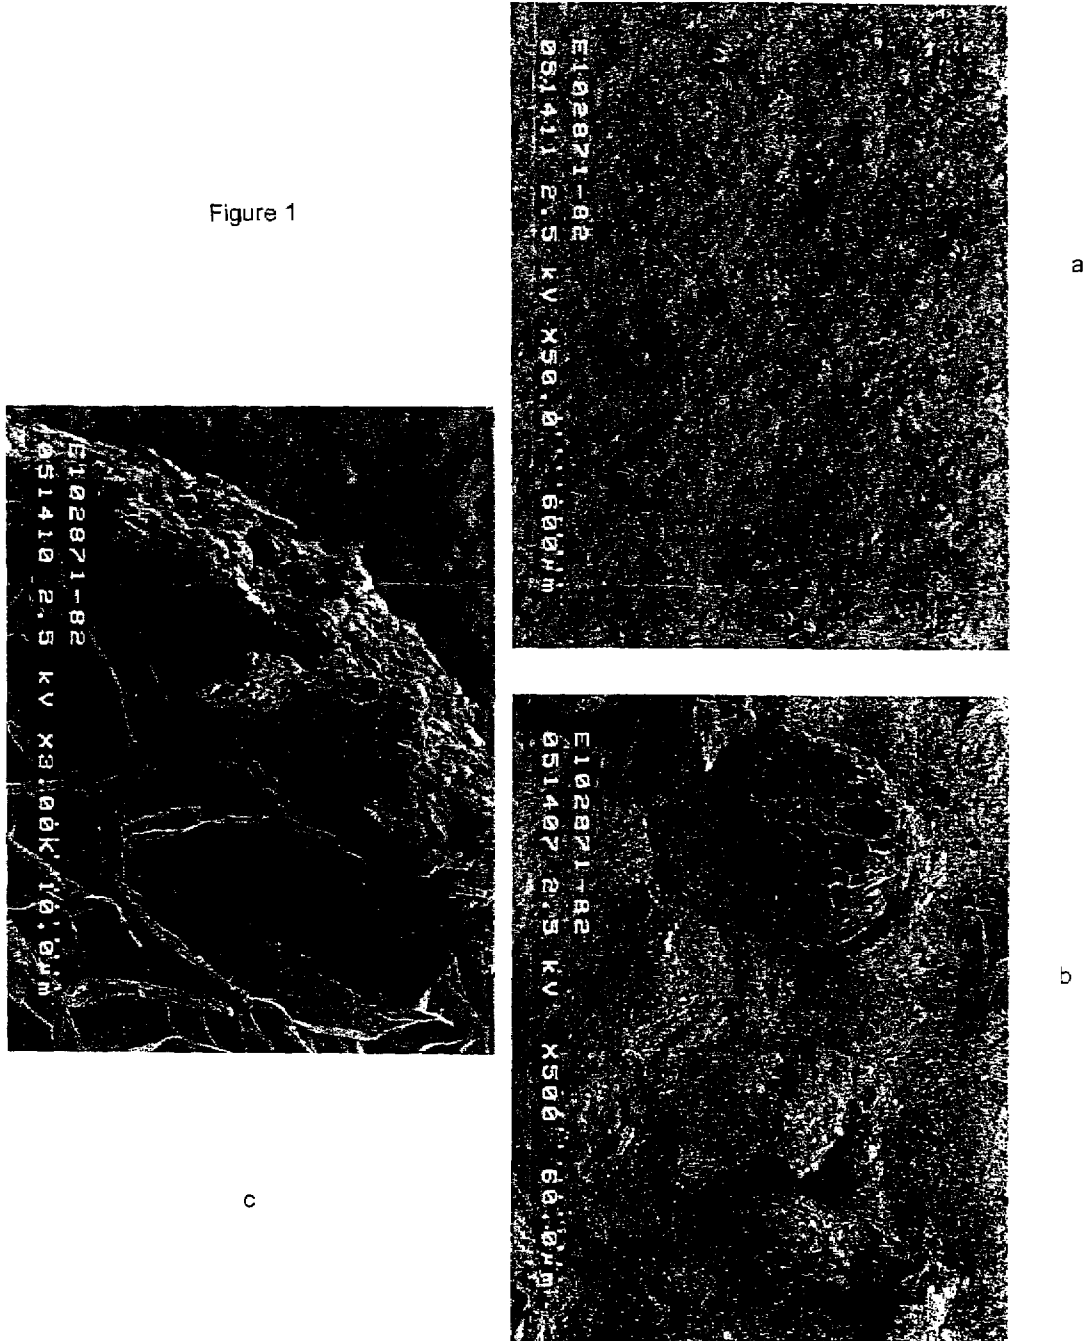 Figure 1
E102871-82
051411 2.5 kV X50.0 600µm
a
E102871-82
051410 2.5 kV X3.00K 10.0µm
E102871-82
051407 2.5 kV X500 60.0µm
b
c